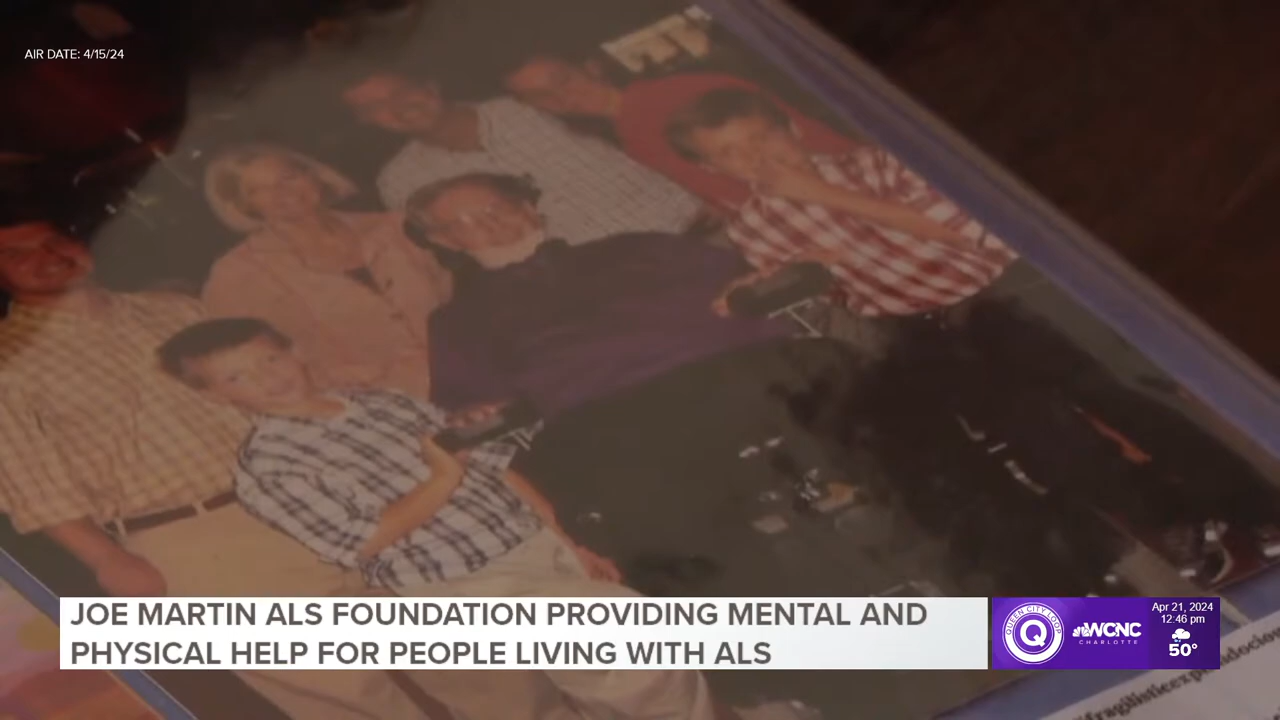 AIR DATE: 4/15/24
JOE MARTIN ALS FOUNDATION PROVIDING MENTAL AND
PHYSICAL HELP FOR PEOPLE LIVING WITH ALS
QUEEN CITY LOOP
Q
WCNC
CHARLOTTE
Apr 21, 2024
12:46 pm
50°